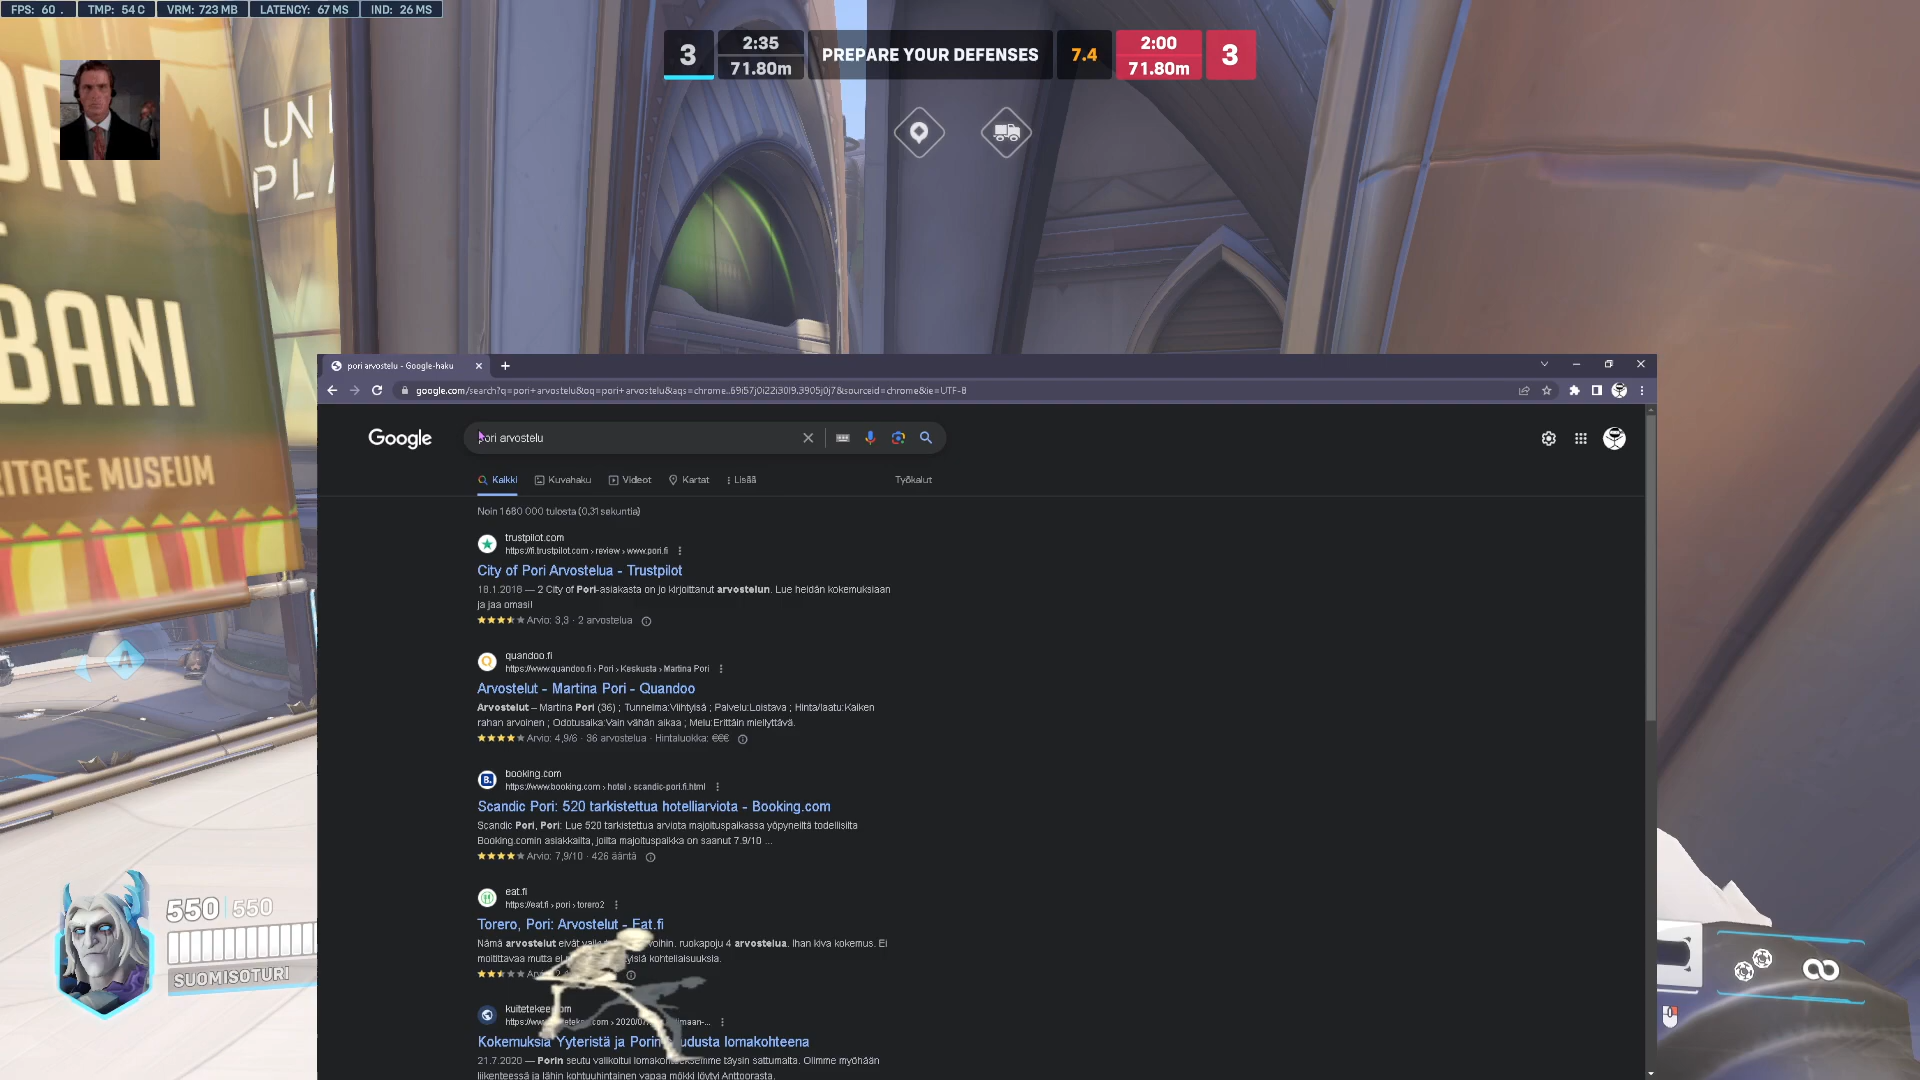 FPS: 60 .
TMP: 54 C
VRM: 723 MB
LATENCY: 67 MS
IND: 26 MS
3
2:35
71.80m
PREPARE YOUR DEFENSES
7.4
2:00
71.80m
3
BANI
ITAGE MUSEUM
A
pori arvostelu - Google-haku
google.com/search?q=pori+arvostelu&oq=pori+arvostelu&aqs=chrome..69i57j0i22i30l9.3905j0j7&sourceid=chrome&ie=UTF-8
Google
pori arvostelu
Kaikki
Kuvahaku
Videot
Kartat
Lisää
Työkalut
Noin 1 680 000 tulosta (0,31 sekuntia)
trustpilot.com
https://fi.trustpilot.com › review › www.pori.fi
City of Pori Arvostelua - Trustpilot
18.1.2018 — 2 City of Pori-asiakasta on jo kirjoittanut arvostelun. Lue heidän kokemuksiaan
ja jaa omasi!
Arvio: 3,3 · 2 arvostelua
quandoo.fi
https://www.quandoo.fi › Pori › Keskusta › Martina Pori
Arvostelut - Martina Pori - Quandoo
Arvostelut – Martina Pori (36) ; Tunnelma:Viihtyisä ; Palvelu:Loistava ; Hinta/laatu:Kaiken
rahan arvoinen ; Odotusaika:Vain vähän aikaa ; Melu:Erittäin miellyttävä.
Arvio: 4,9/6 · 36 arvostelua · Hintaluokka: €€€
booking.com
https://www.booking.com › hotel › scandic-pori.fi.html
Scandic Pori: 520 tarkistettua hotelliarviota - Booking.com
Scandic Pori, Pori: Lue 520 tarkistettua arviota majoituspaikassa yöpyneiltä todellisilta
Booking.comin asiakkailta, joilta majoituspaikka on saanut 7.9/10 ...
Arvio: 7,9/10 · 426 ääntä
eat.fi
https://eat.fi › pori › torero2
Torero, Pori: Arvostelut - Eat.fi
Nämä arvostelut eivät ruokapoju 4 arvostelua. Ihan kiva kokemus. Ei
moitittavaa mutta ei kohteliaisuuksia.
21.7.2020 — Porin seutu valikoitui täysin sattumalta. Olimme myöhään
Kokemuksia Yyteristä ja Porin lomakohteena
liikenteessä ja lähin kohtuuhintainen vapaa mökki löytyi Anttoorasta.
550
550
SUOMISOTURI